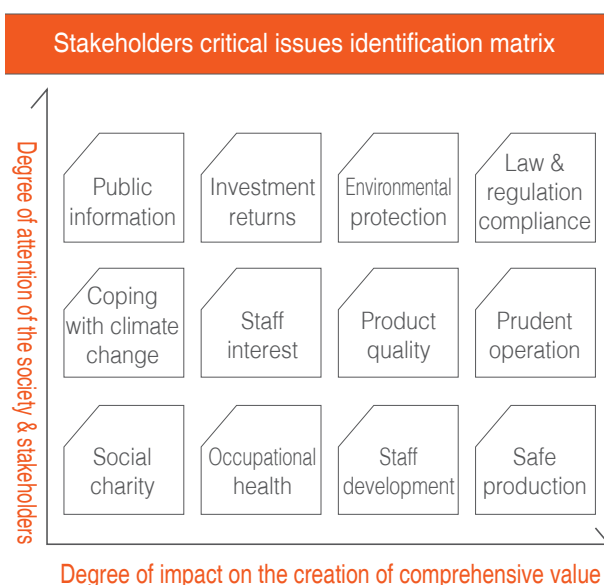 Stakeholders critical issues identification matrix
Degree of attention of the society & stakeholders
Public
information
Investment
returns
Environmental
protection
Law &
regulation
compliance
Coping
with climate
change
Staff
interest
Product
quality
Prudent
operation
Social
charity
Occupational
health
Staff
development
Safe
production
Degree of impact on the creation of comprehensive value